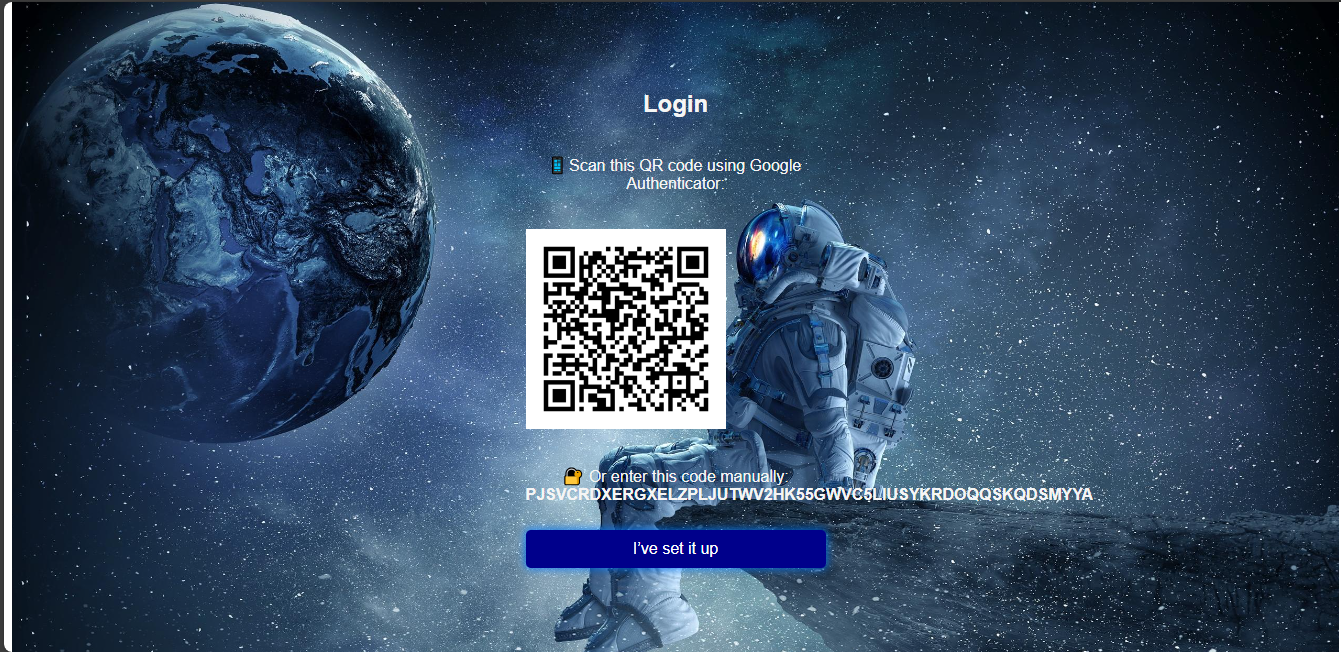 Login
Scan this QR code using Google
Authenticator:
Or enter this code manually:
PJSVCRDXERGXELZPLJUTWV2HK55GWVC5LIUSYKRDOQQSKQDSMYYA
I've set it up